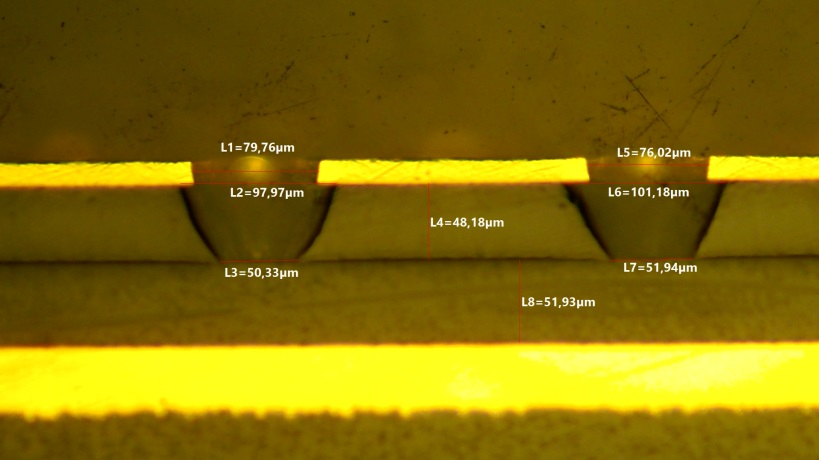 L1=79,76µm
L5=76,02µm
L2=97,97µm
L6=101,18µm
L4=48,18µm
L3=50,33µm
L7=51,94µm
L8=51,93µm